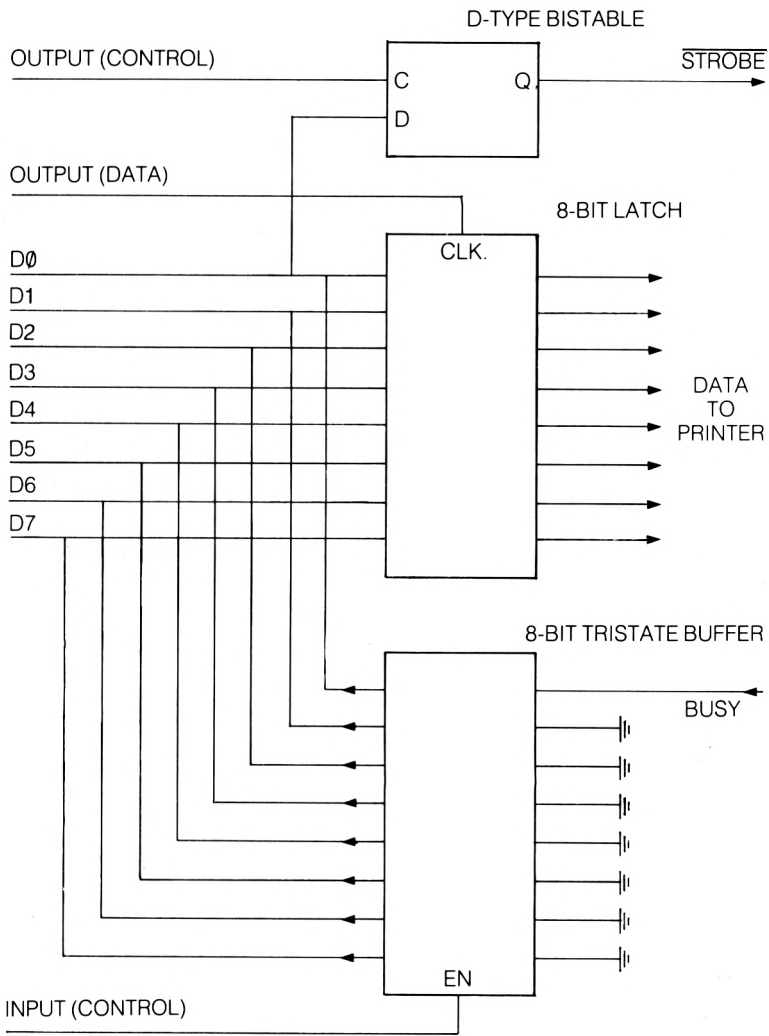 D-TYPE BISTABLE
OUTPUT (CONTROL)
STROBE
C
Q
D
OUTPUT (DATA)
8-BIT LATCH
CLK.
DØ
D1
D2
D3
D4
D5
D6
D7
DATA
TO
PRINTER
8-BIT TRISTATE BUFFER
BUSY
EN
INPUT (CONTROL)